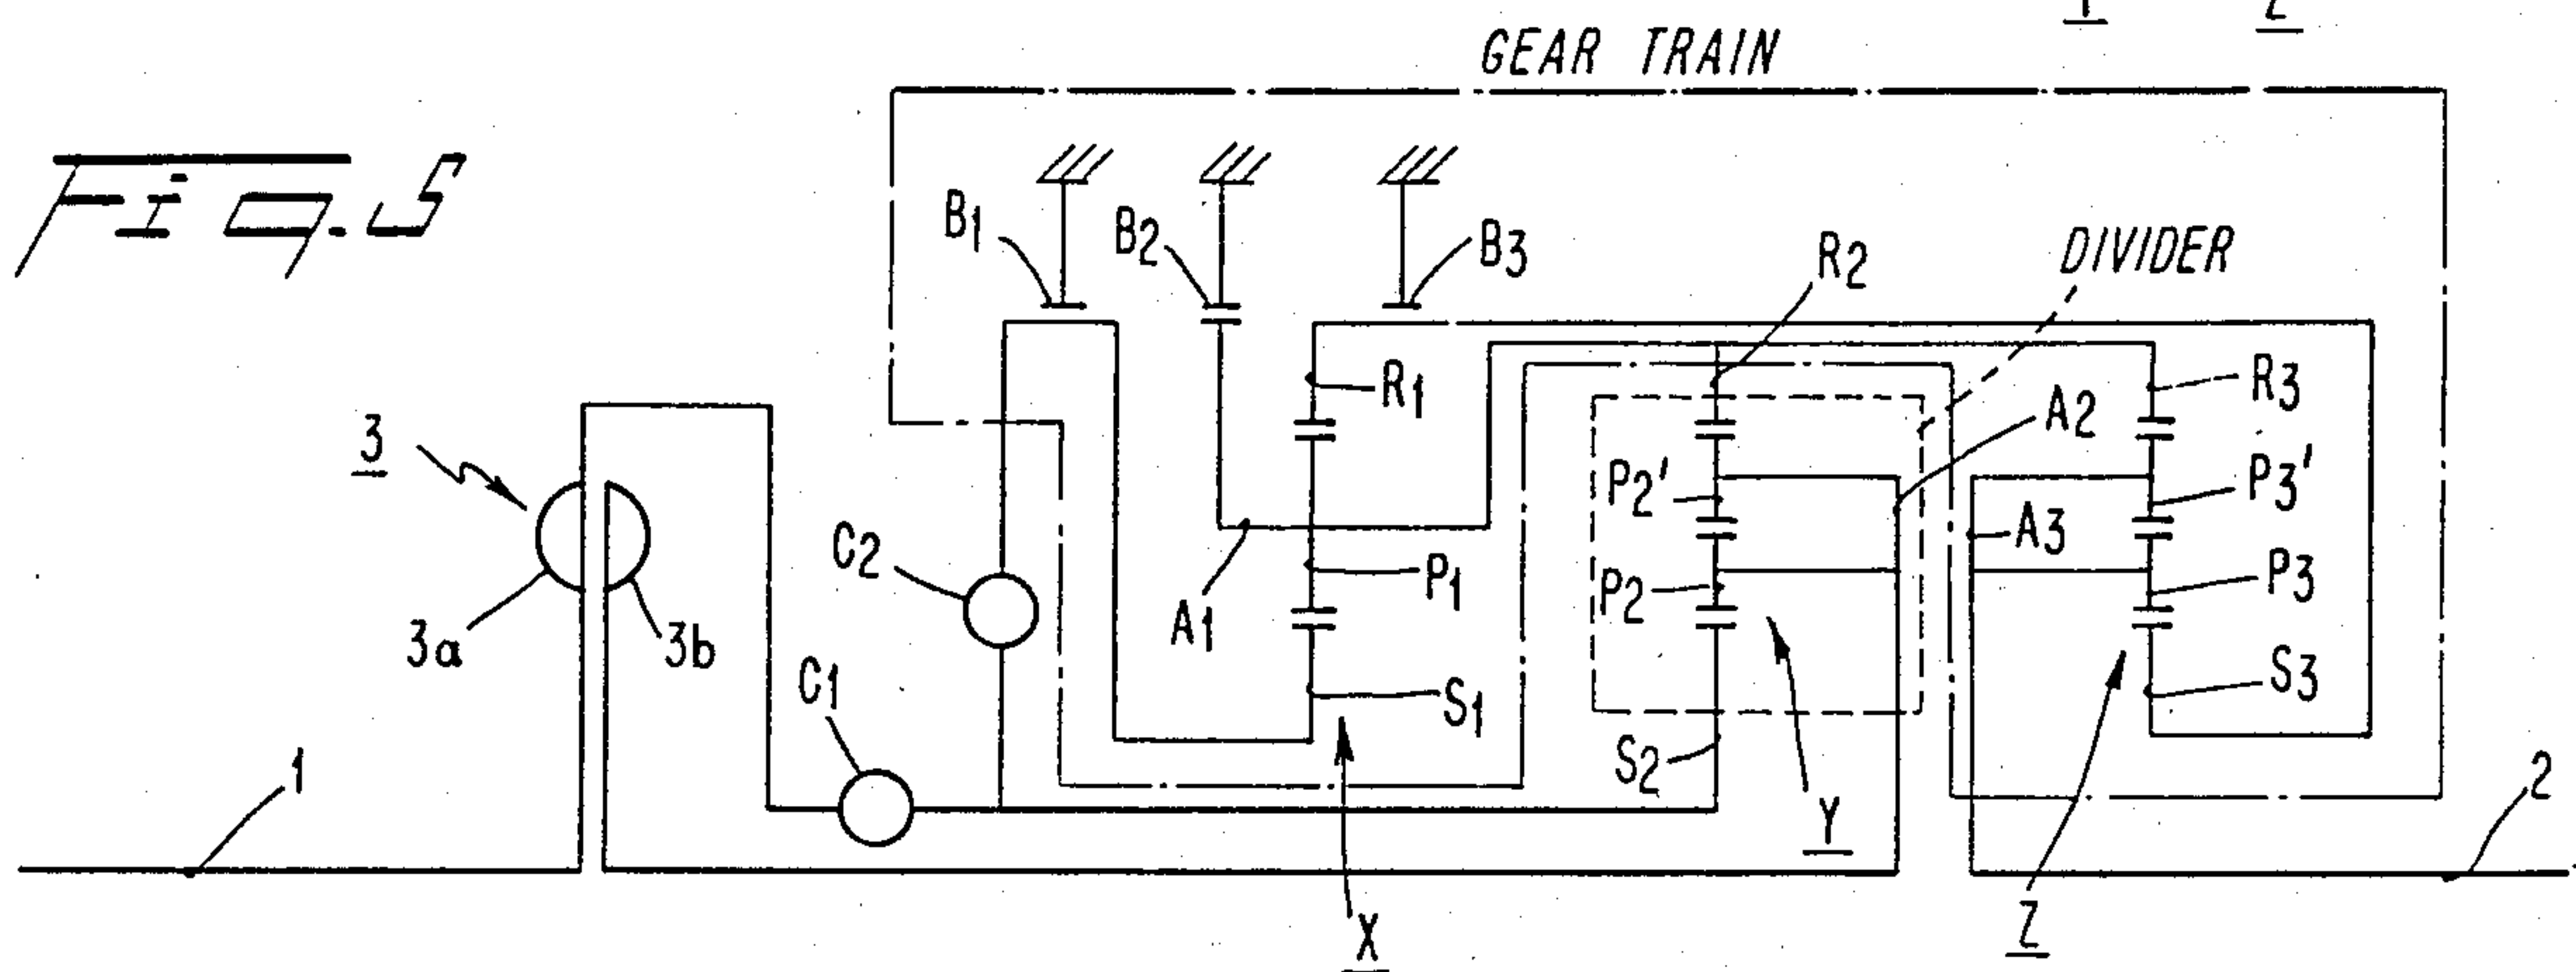 GEAR TRAIN
Fig. 5
B1
B2
B3
R2
DIVIDER
R1
R3
A2
3
P2'
P3'
A3
C2
P1
P2
P3
A1
3a
3b
C1
S1
S3
S2
1
2
Y
X
Z